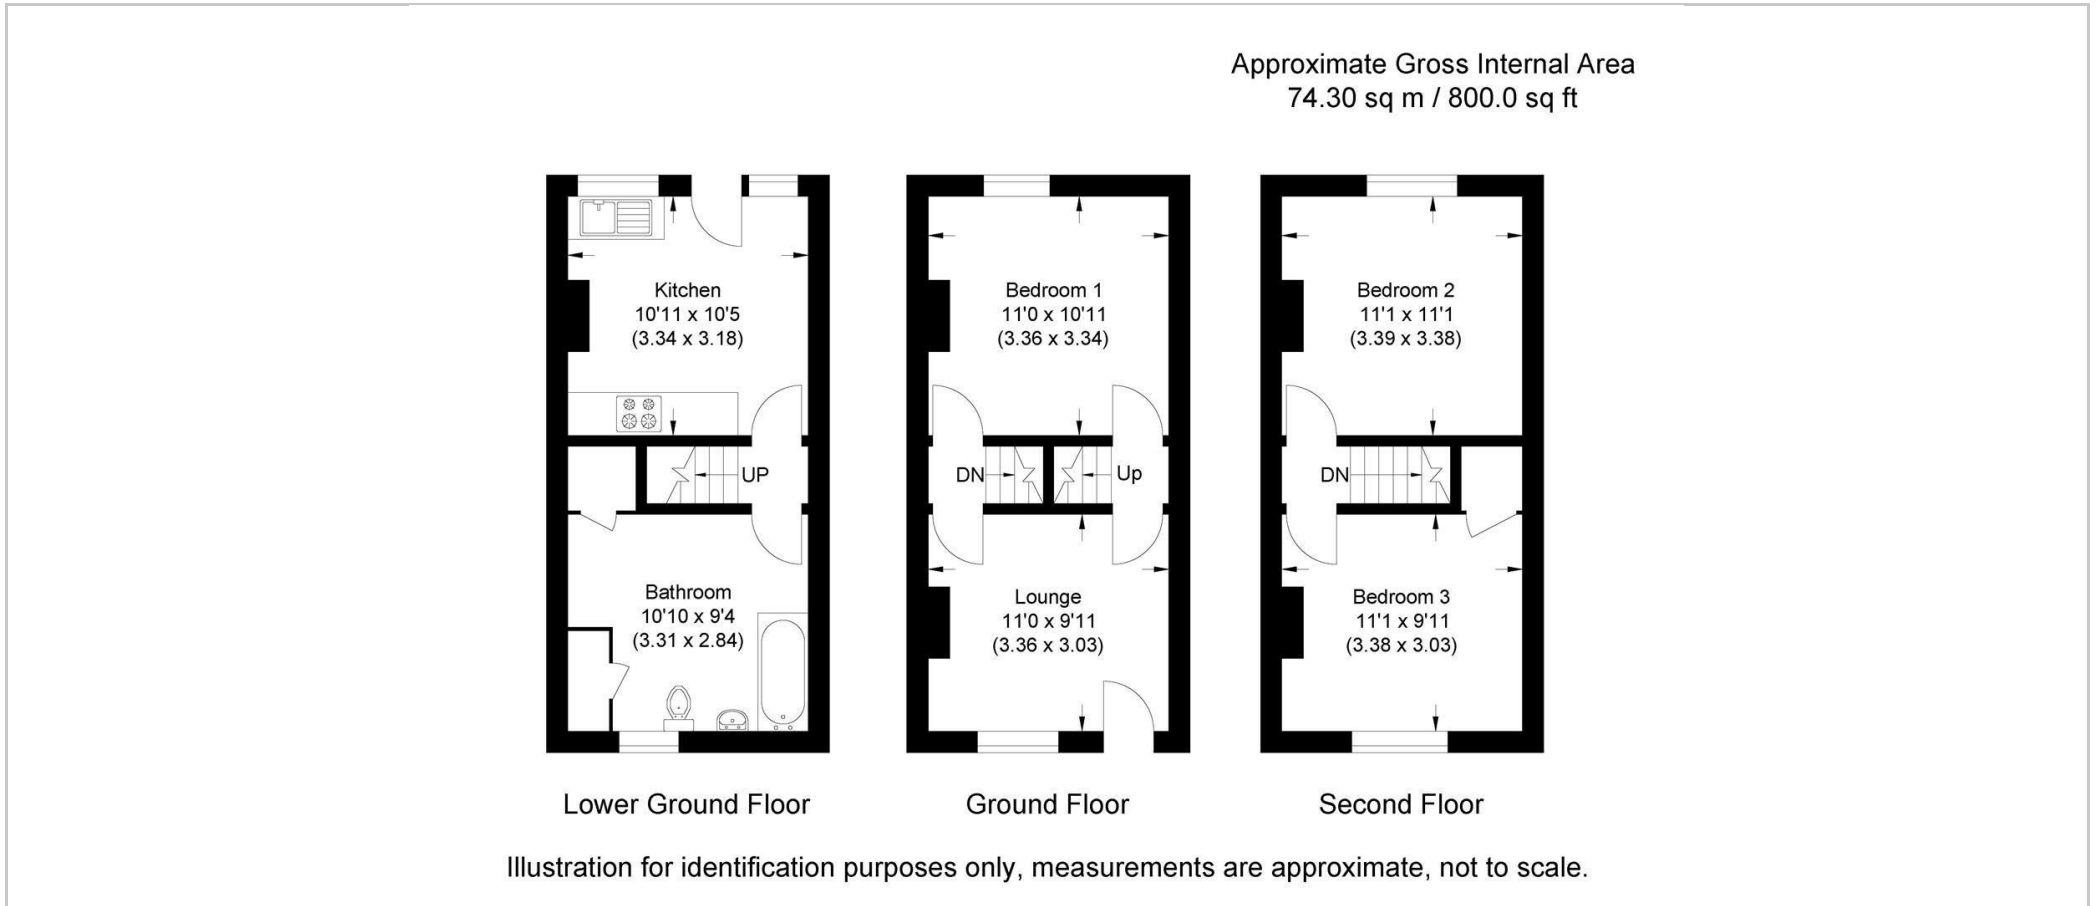 Approximate Gross Internal Area
74.30 sq m / 800.0 sq ft
Kitchen
10'11 x 10'5
(3.34 x 3.18)
UP
Bathroom
10'10 x 9'4
(3.31 x 2.84)
Lower Ground Floor
Bedroom 1
11'0 x 10'11
(3.36 x 3.34)
DN
Up
Lounge
11'0 x 9'11
(3.36 x 3.03)
Ground Floor
Bedroom 2
11'1 x 11'1
(3.39 x 3.38)
DN
Bedroom 3
11'1 x 9'11
(3.38 x 3.03)
Second Floor
Illustration for identification purposes only, measurements are approximate, not to scale.